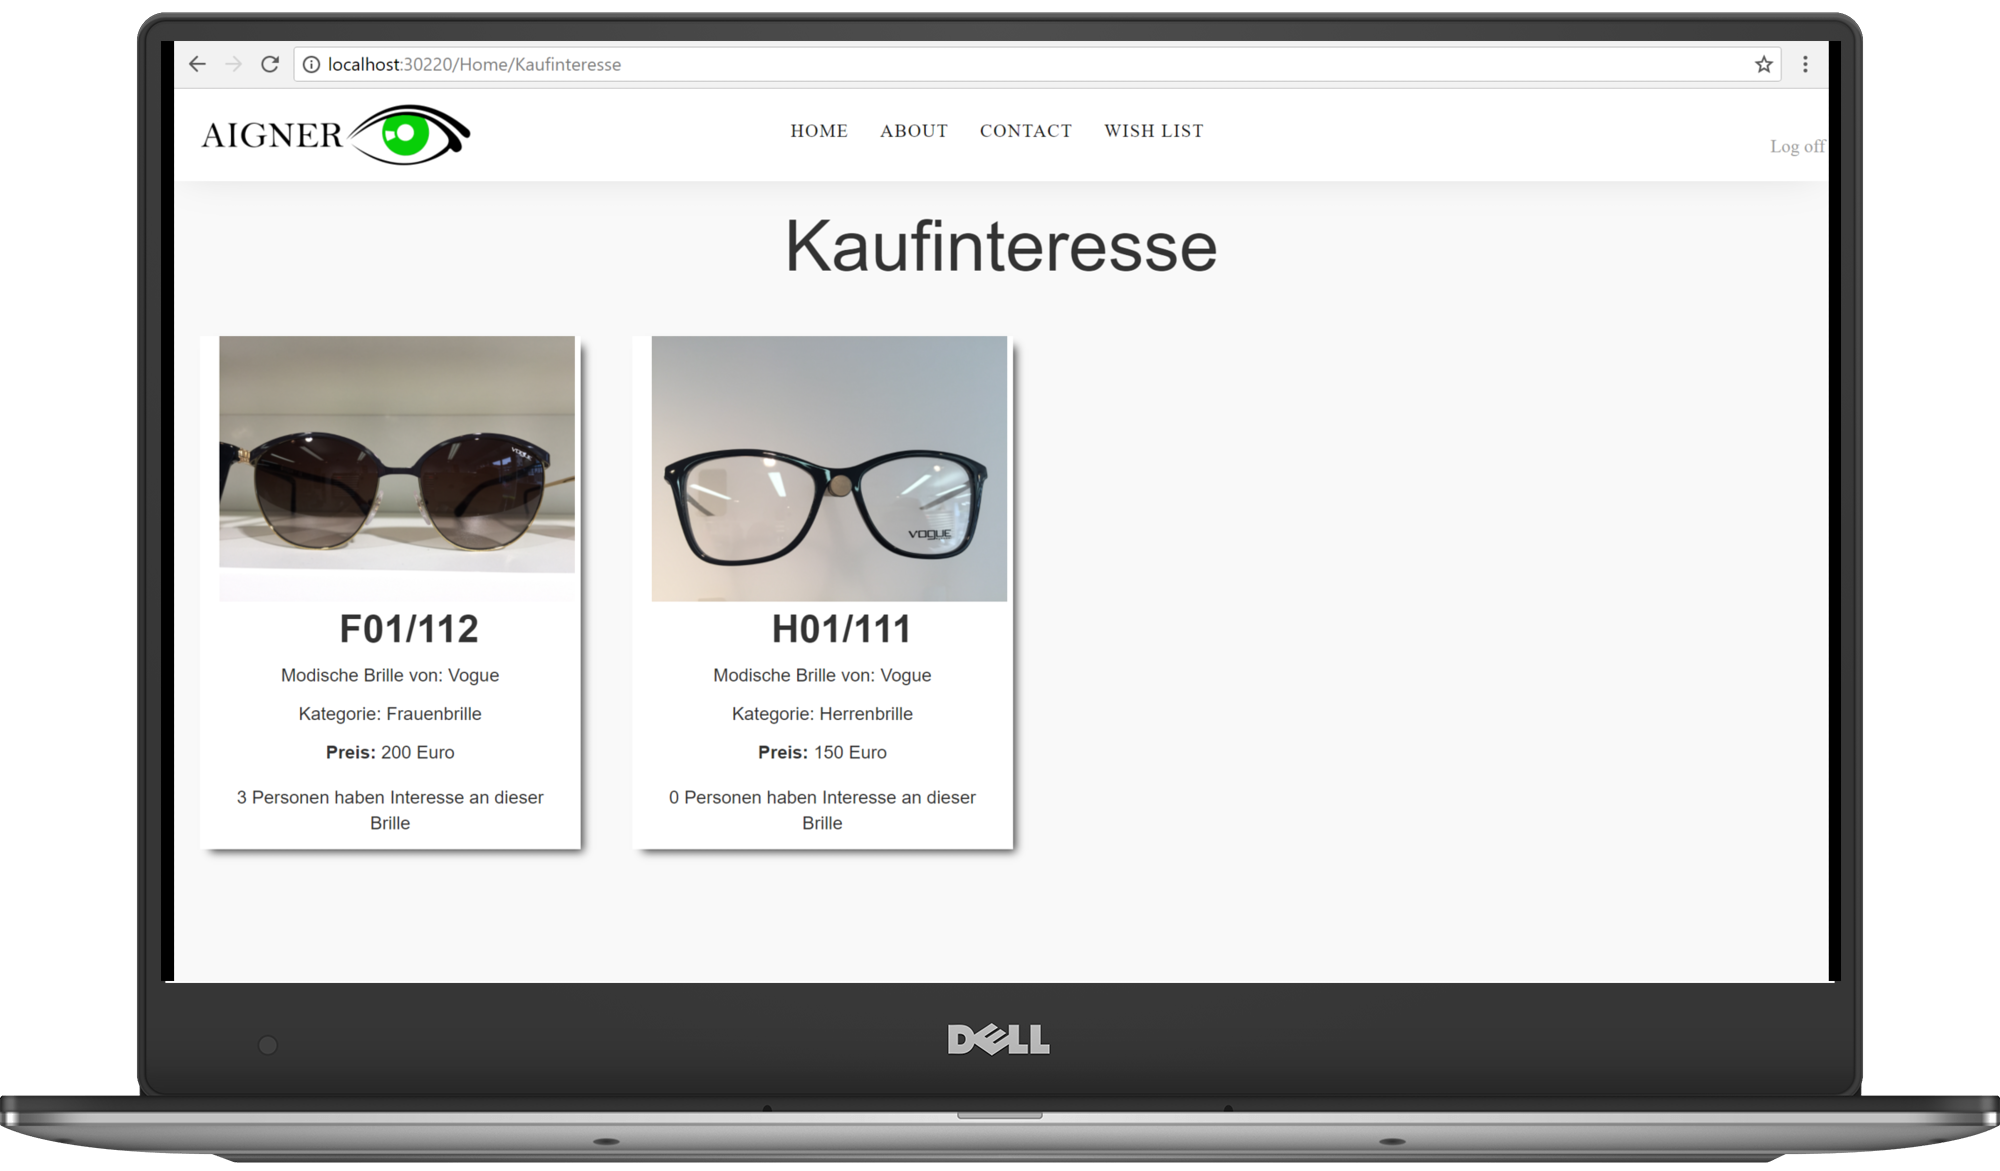 localhost:30220/Home/Kaufinteresse
AIGNER
HOME ABOUT CONTACT WISH LIST
Log off
Kaufinteresse
VOGUE
VOGUE
F01/112
Modische Brille von: Vogue
Kategorie: Frauenbrille
Preis: 200 Euro
3 Personen haben Interesse an dieser
Brille
H01/111
Modische Brille von: Vogue
Kategorie: Herrenbrille
Preis: 150 Euro
0 Personen haben Interesse an dieser
Brille
DELL